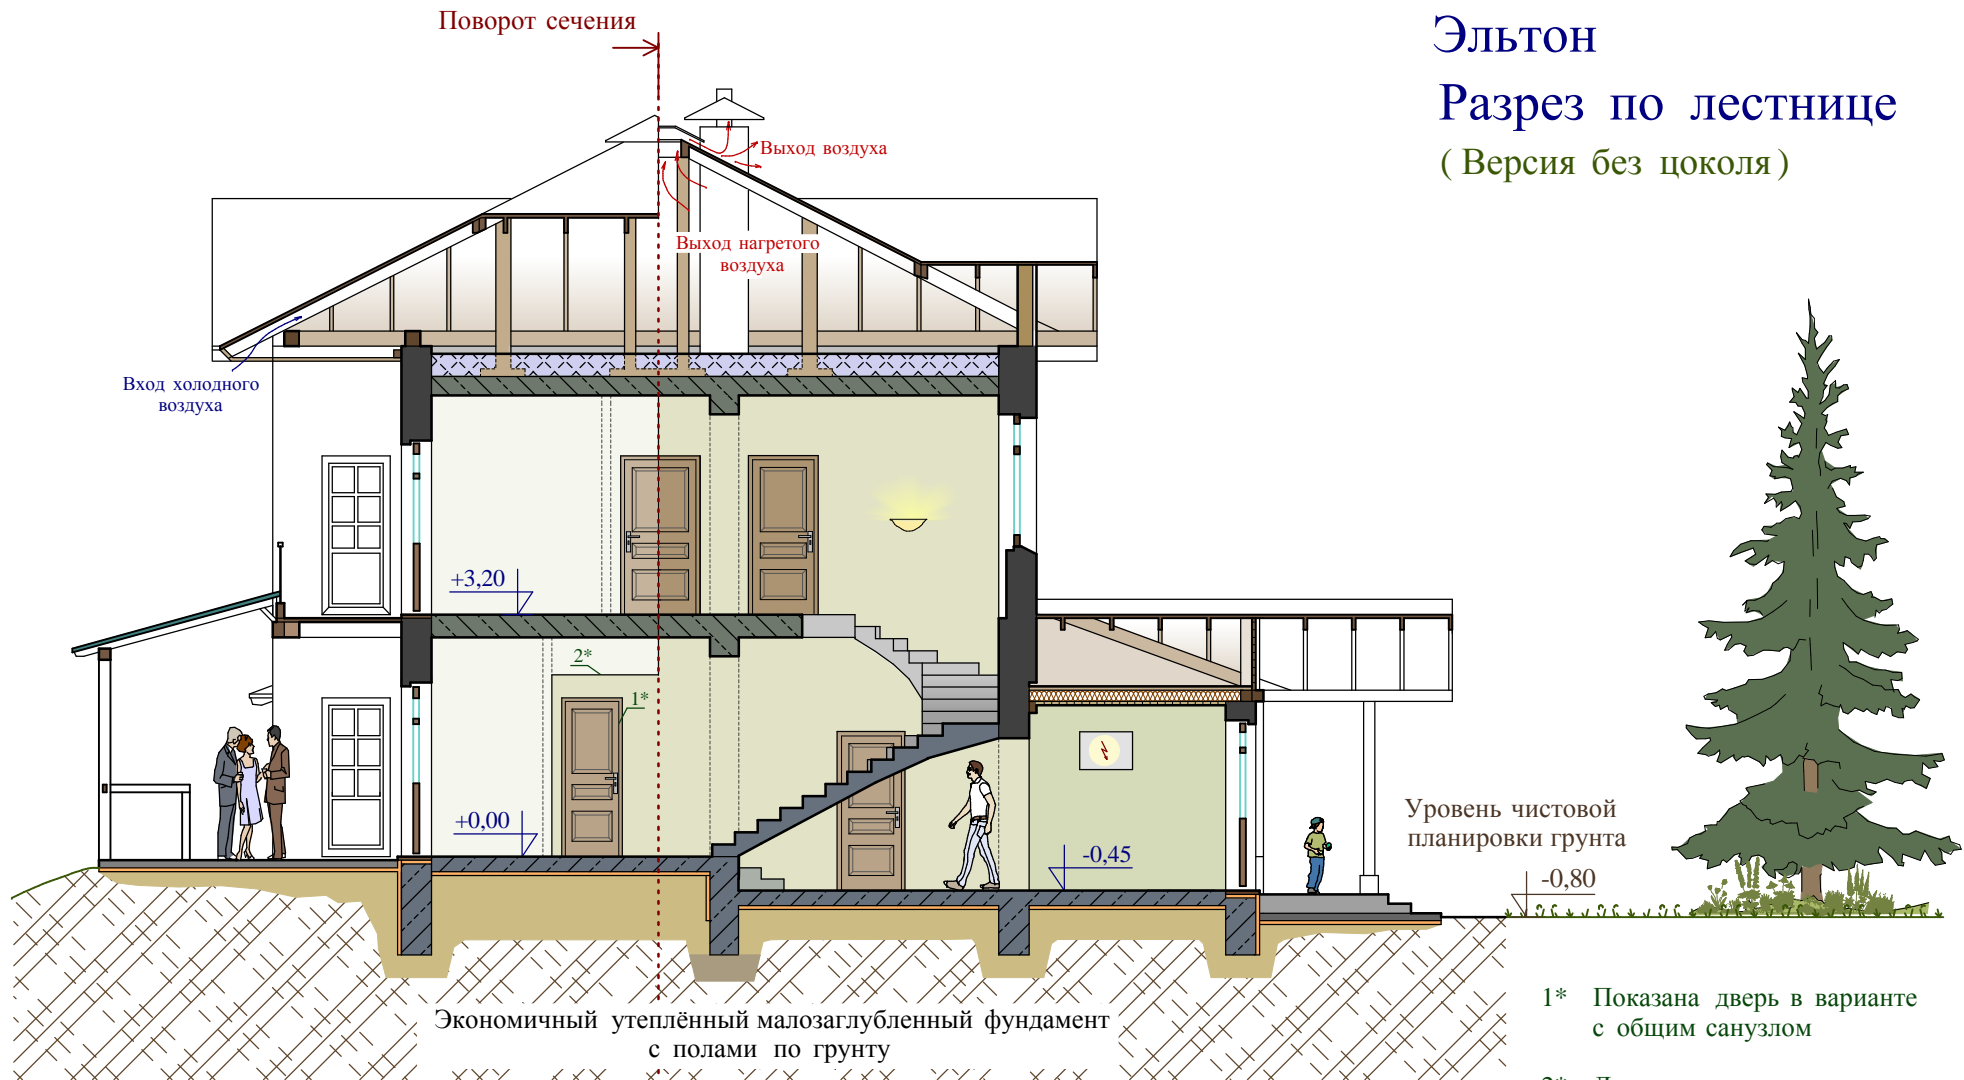 Поворот сечения
Эльтон
Разрез по лестнице
( Версия без цоколя )
Выход воздуха
Выход нагретого
воздуха
Вход холодного
воздуха
+3,20
2*
1*
+0,00
-0,45
Уровень чистовой
планировки грунта
-0,80
Экономичный утеплённый малозаглубленный фундамент
с полами по грунту
1* Показана дверь в варианте
с общим санузлом